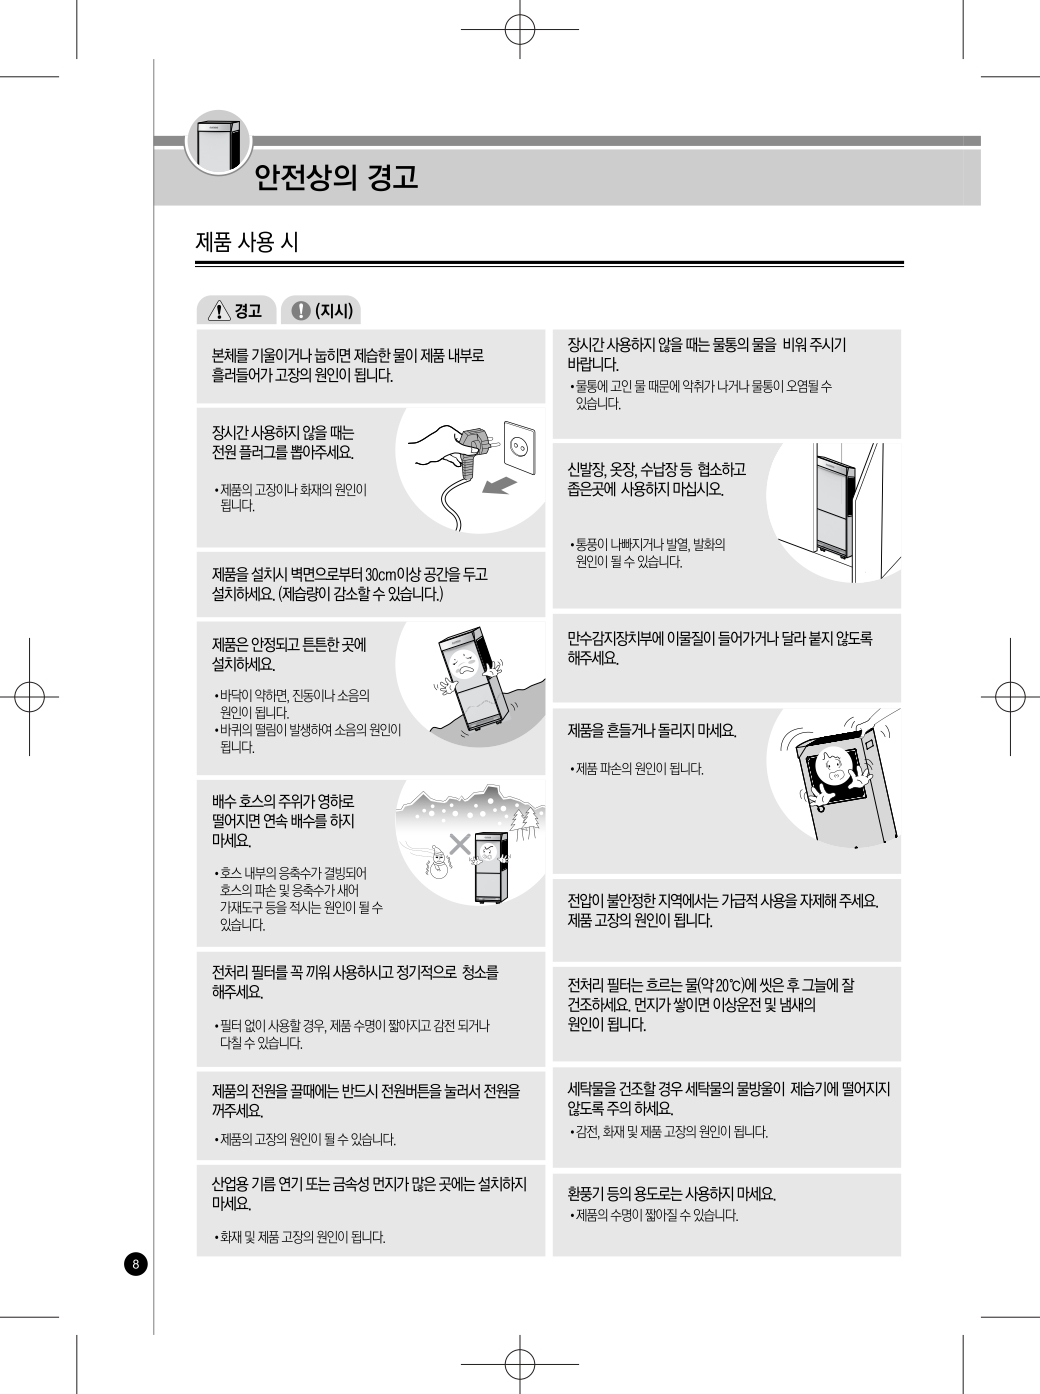 안전상의 경고
제품 사용 시
경고
(지시)
본체를 기울이거나 눕히면 제습한 물이 제품 내부로
흘러들어가 고장의 원인이 됩니다.
장시간 사용하지 않을 때는
전원 플러그를 뽑아주세요.
•제품의 고장이나 화재의 원인이
됩니다.
제품을 설치시 벽면으로부터 30cm이상 공간을 두고
설치하세요. (제습량이 감소할 수 있습니다.)
제품은 안정되고 튼튼한 곳에
설치하세요.
•바닥이 약하면, 진동이나 소음의
원인이 됩니다.
•바퀴의 떨림이 발생하여 소음의 원인이
됩니다.
배수 호스의 주위가 영하로
떨어지면 연속 배수를 하지
마세요.
•호스 내부의 응축수가 결빙되어
호스의 파손 및 응축수가 새어
가재도구 등을 적시는 원인이 될 수
있습니다.
전처리 필터를 꼭 끼워 사용하시고 정기적으로 청소를
해주세요.
•필터 없이 사용할 경우, 제품 수명이 짧아지고 감전 되거나
다칠 수 있습니다.
제품의 전원을 끌때에는 반드시 전원버튼을 눌러서 전원을
꺼주세요.
•제품의 고장의 원인이 될 수 있습니다.
산업용 기름 연기 또는 금속성 먼지가 많은 곳에는 설치하지
마세요.
•화재 및 제품 고장의 원인이 됩니다.
장시간 사용하지 않을 때는 물통의 물을 비워 주시기
바랍니다.
•물통에 고인 물 때문에 악취가 나거나 물통이 오염될 수
있습니다.
신발장, 옷장, 수납장 등 협소하고
좁은곳에 사용하지 마십시오.
•통풍이 나빠지거나 발열, 발화의
원인이 될 수 있습니다.
만수감지장치부에 이물질이 들어가거나 달라 붙지 않도록
해주세요.
제품을 흔들거나 돌리지 마세요.
•제품 파손의 원인이 됩니다.
전압이 불안정한 지역에서는 가급적 사용을 자제해 주세요.
제품 고장의 원인이 됩니다.
전처리 필터는 흐르는 물(약 20℃)에 씻은 후 그늘에 잘
건조하세요. 먼지가 쌓이면 이상운전 및 냄새의
원인이 됩니다.
세탁물을 건조할 경우 세탁물의 물방울이 제습기에 떨어지지
않도록 주의 하세요.
•감전, 화재 및 제품 고장의 원인이 됩니다.
환풍기 등의 용도로는 사용하지 마세요.
•제품의 수명이 짧아질 수 있습니다.
8